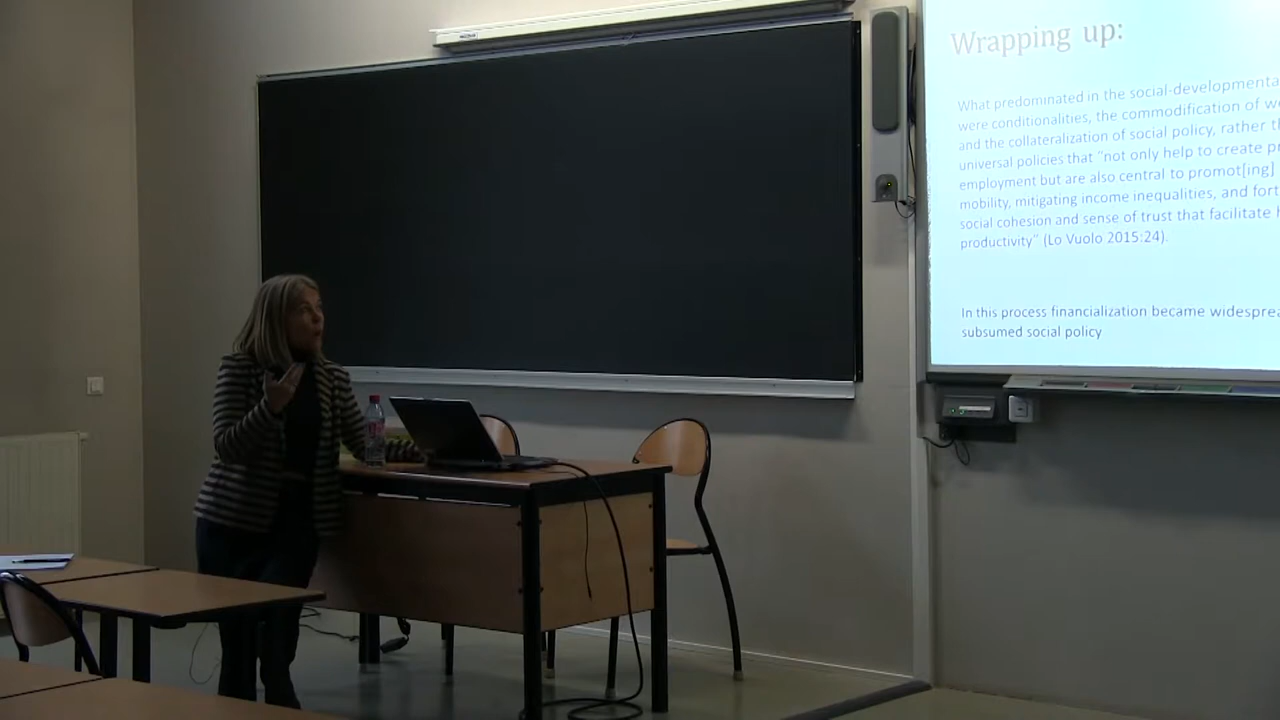 Wrapping up:
What predominated in the social-developmenta
were conditionalities, the commodification of we
and the collateralization of social policy, rather th
universal policies that "not only help to create pr
employment but are also central to promot[ing]
mobility, mitigating income inequalities, and fort
social cohesion and sense of trust that facilitate h
productivity" (Lo Vuolo 2015:24).
In this process financialization became widesprea
subsumed social policy